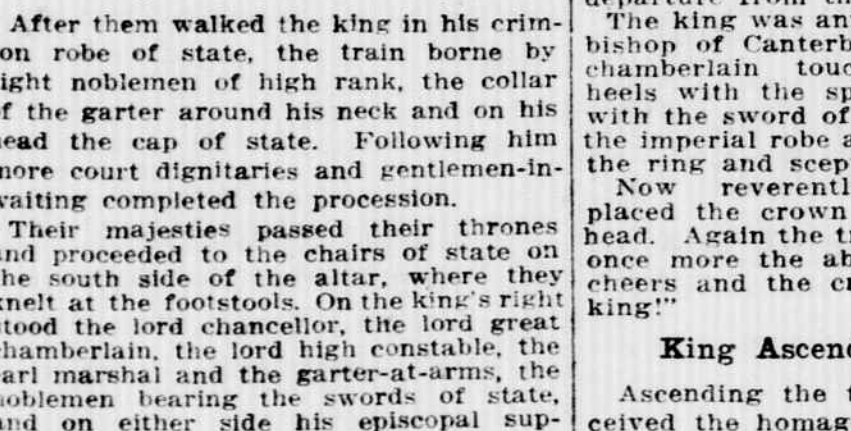 After them walked the king in his crim-
on robe of state, the train borne by
ight noblemen of high rank, the collar
f the garter around his neck and on his
ead the cap of state. Following him
nore court dignitaries and gentlemen-in-
vaiting completed the procession.
Their majesties passed their thrones
and proceeded to the chairs of state on
he south side of the altar, where they
knelt at the footstools. On the king's right
tood the lord chancellor, the lord great
hamberlain, the lord high constable, the
arl marshal and the garter-at-arms, the
noblemen bearing the swords of state,
and on either side his episcopal sup-
The king was an
bishop of Canterb
chamberlain touc
heels with the sp
with the sword of
the imperial robe a
the ring and scep
Now reverentl
placed the crown
head. Again the t
once more the ab
cheers and the c
king!"
King Ascend
Ascending the t
ceived the homag